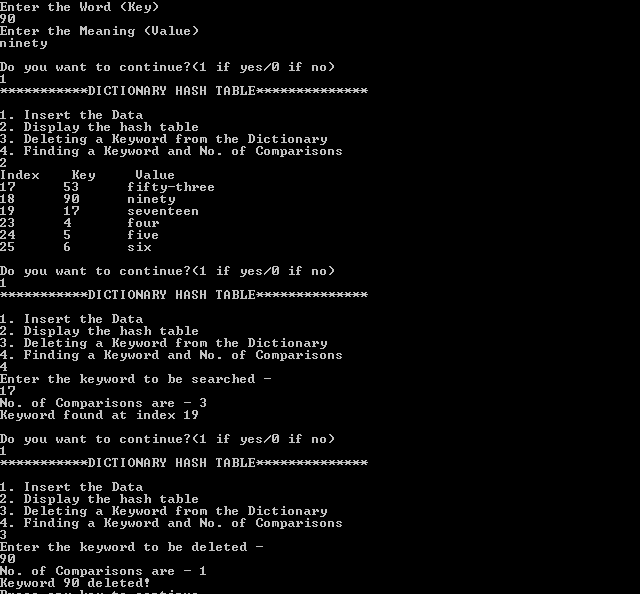 Enter the Word (Key)
90
Enter the Meaning (Value)
ninety
Do you want to continue?(1 if yes/0 if no)
1
***********DICTIONARY HASH TABLE**************
1. Insert the Data
2. Display the hash table
3. Deleting a Keyword from the Dictionary
4. Finding a Keyword and No. of Comparisons
2
Index Key Value
17 53 fifty-three
18 90 ninety
19 17 seventeen
23 4 four
24 5 five
25 6 six
Do you want to continue?(1 if yes/0 if no)
1
***********DICTIONARY HASH TABLE**************
1. Insert the Data
2. Display the hash table
3. Deleting a Keyword from the Dictionary
4. Finding a Keyword and No. of Comparisons
4
Enter the keyword to be searched -
17
No. of Comparisons are - 3
Keyword found at index 19
Do you want to continue?(1 if yes/0 if no)
1
***********DICTIONARY HASH TABLE**************
1. Insert the Data
2. Display the hash table
3. Deleting a Keyword from the Dictionary
4. Finding a Keyword and No. of Comparisons
3
Enter the keyword to be deleted -
90
No. of Comparisons are - 1
Keyword 90 deleted!
Press any key to continue